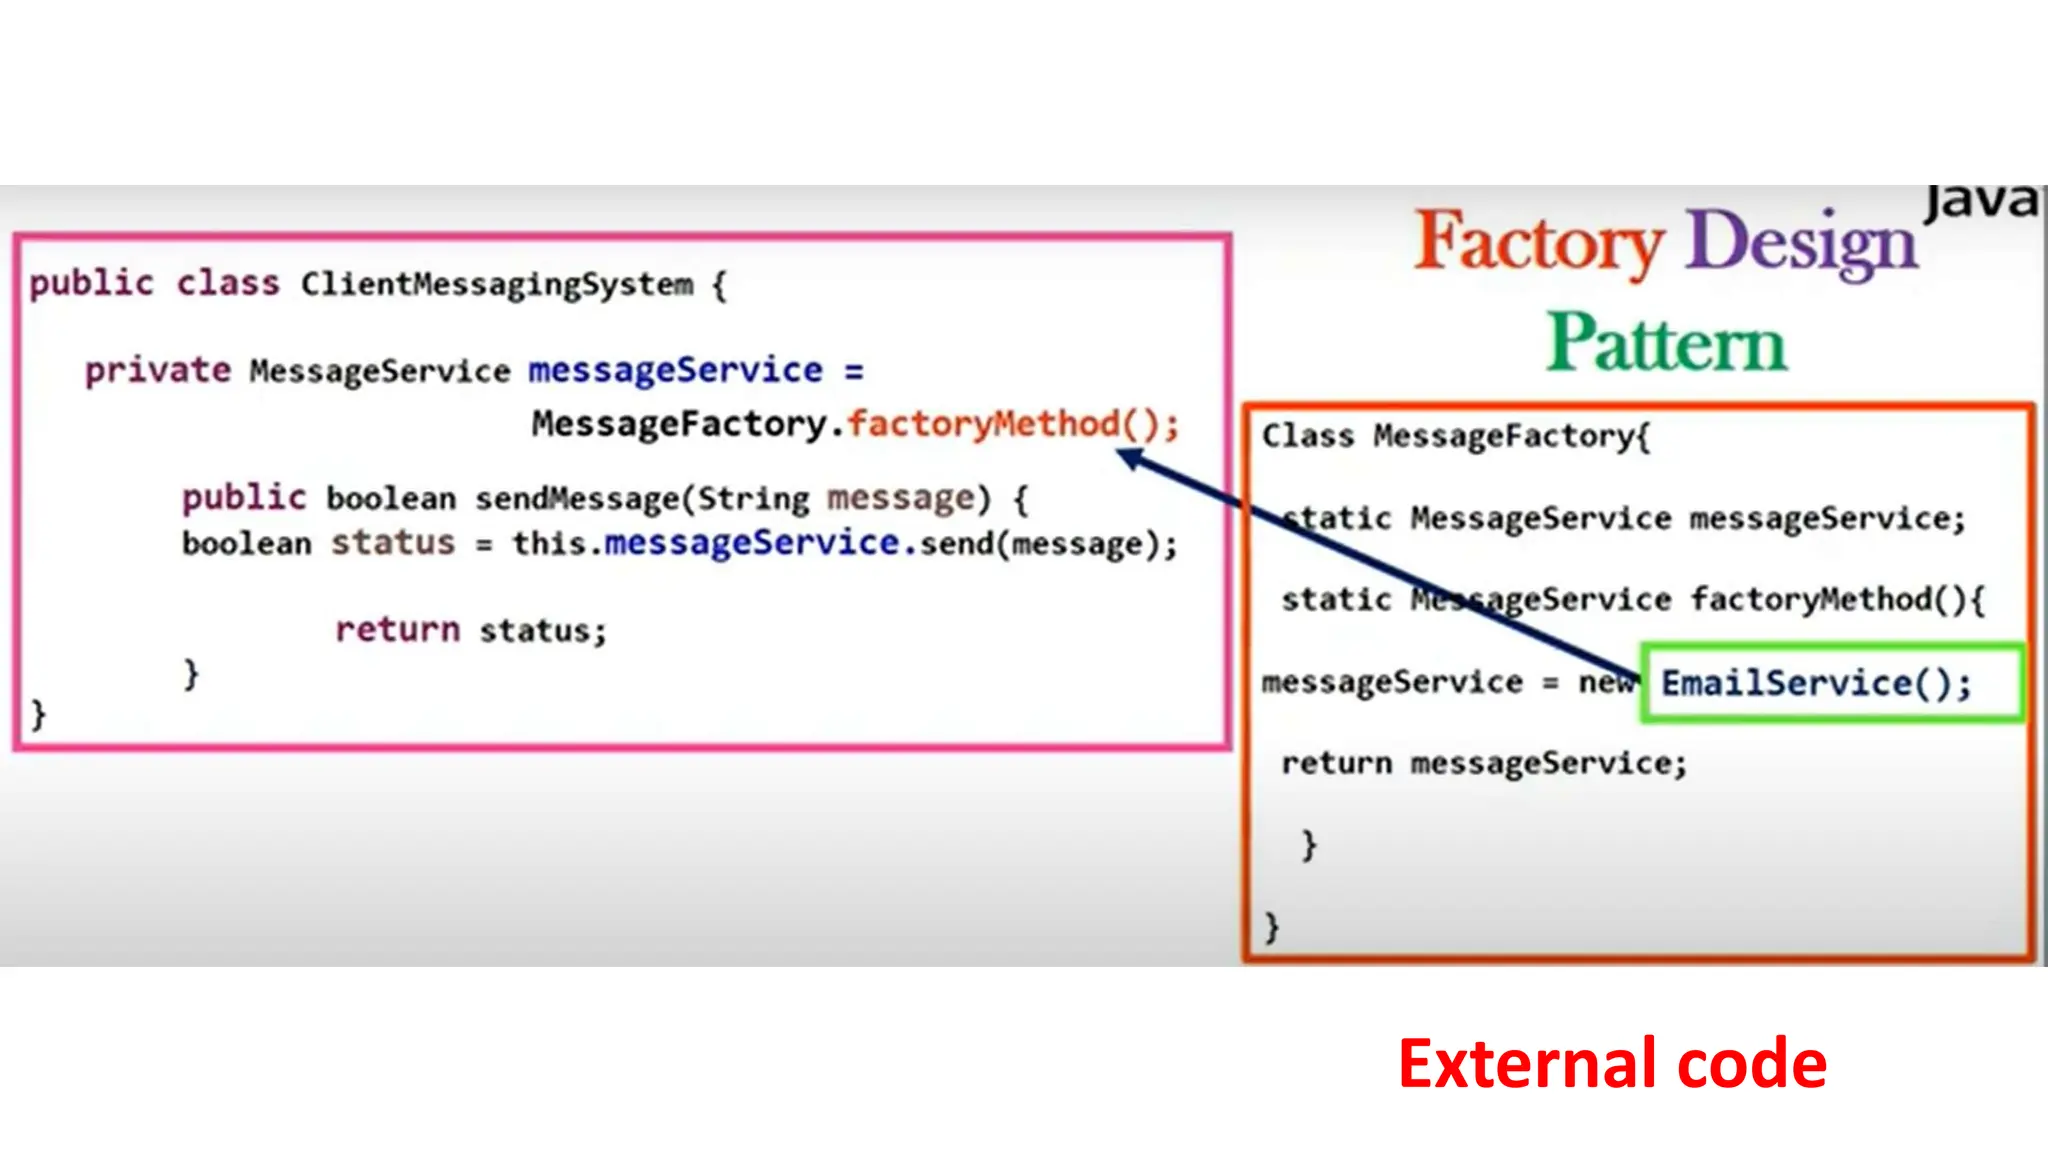 Java
Factory Design
Pattern
public class ClientMessagingSystem {
private MessageService messageService =
MessageFactory.factoryMethod();
public boolean sendMessage(String message) {
boolean status = this.messageService.send(message);
return status;
}
}
Class MessageFactory{
static MessageService messageService;
static MessageService factoryMethod(){
messageService = new EmailService();
return messageService;
}
}
External code